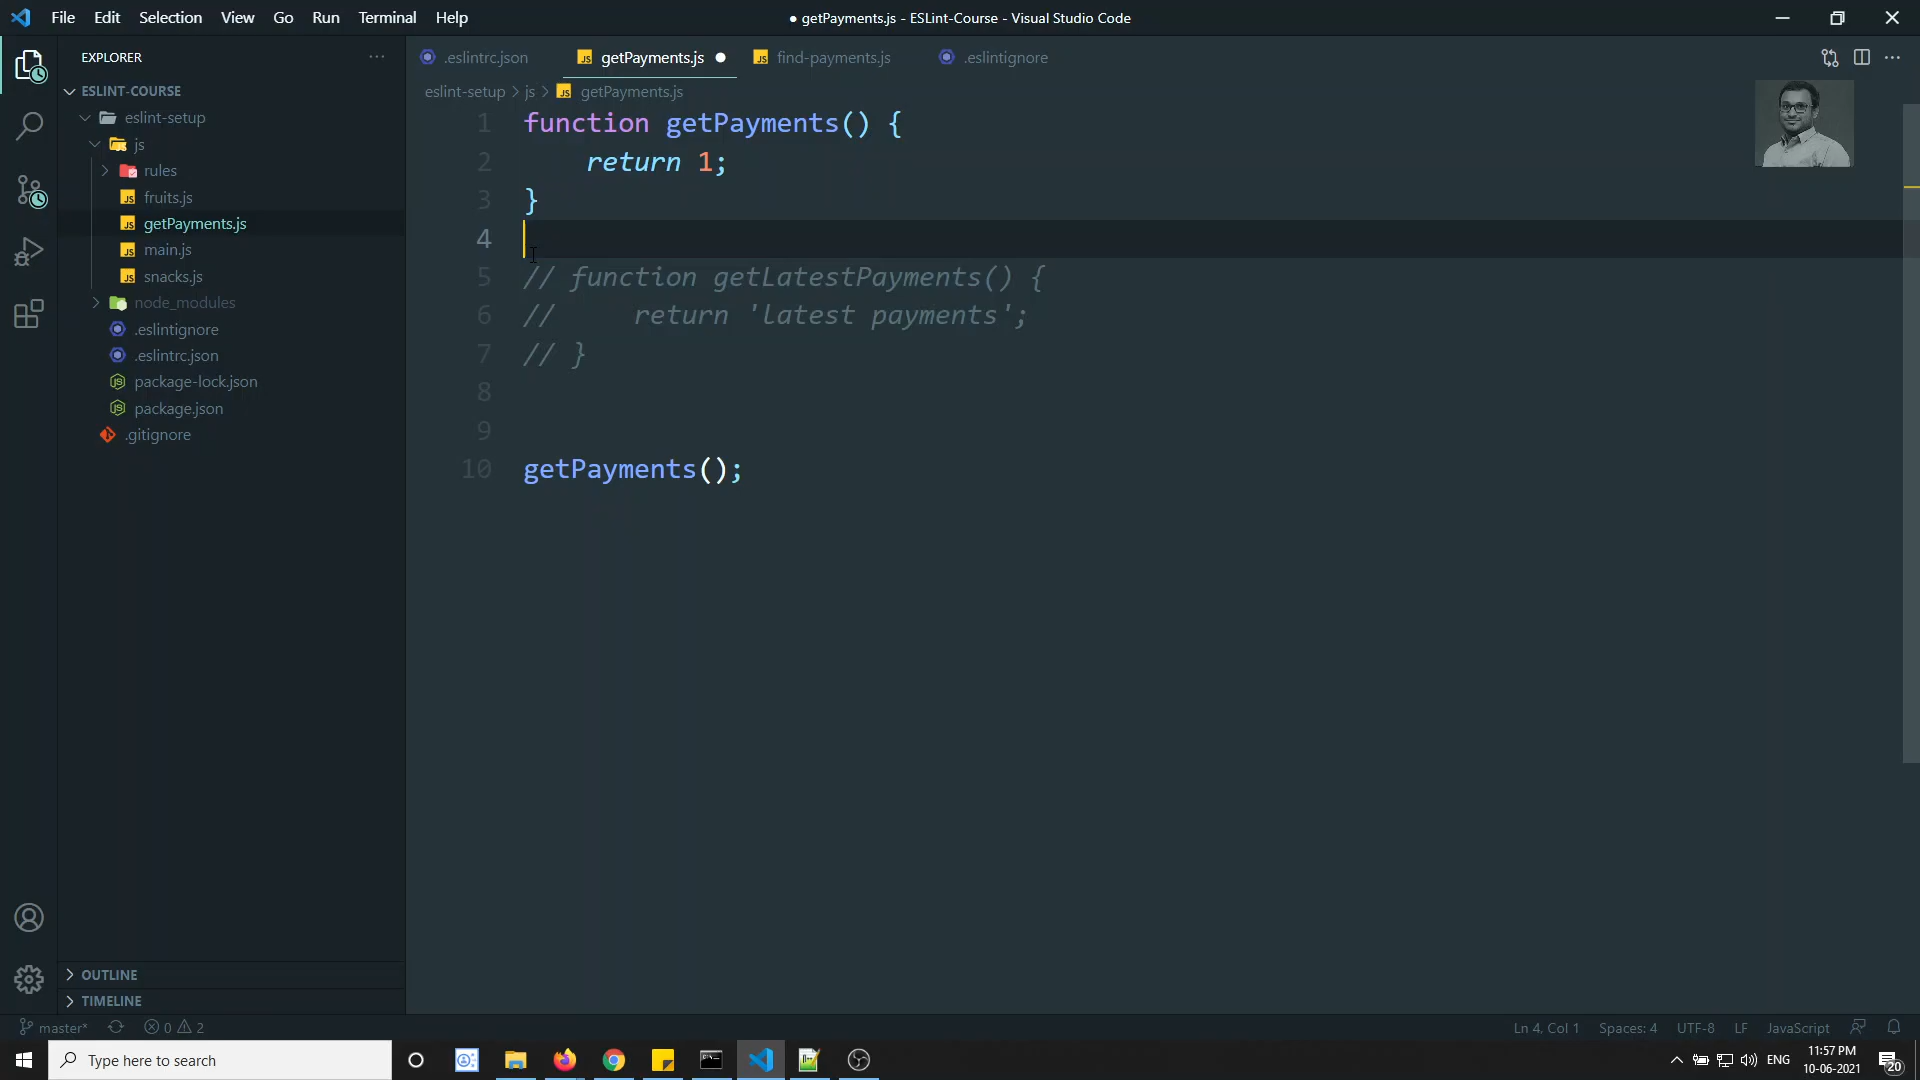 File Edit Selection View Go Run Terminal Help
● getPayments.js - ESLint-Course - Visual Studio Code
EXPLORER
ESLINT-COURSE
eslint-setup
js
rules
fruits.js
getPayments.js
main.js
snacks.js
node_modules
.eslintignore
.eslintrc.json
package-lock.json
package.json
.gitignore
OUTLINE
TIMELINE
.eslintrc.json
JS getPayments.js ●
JS find-payments.js
.eslintignore
eslint-setup > js > JS getPayments.js
1 function getPayments() {
2     return 1;
3 }
4
5 // function getLatestPayments() {
6 //     return 'latest payments';
7 // }
8
9
10 getPayments();
master* 0 2
Ln 4, Col 1 Spaces: 4 UTF-8 LF JavaScript
Type here to search
ENG
11:57 PM
10-06-2021
20